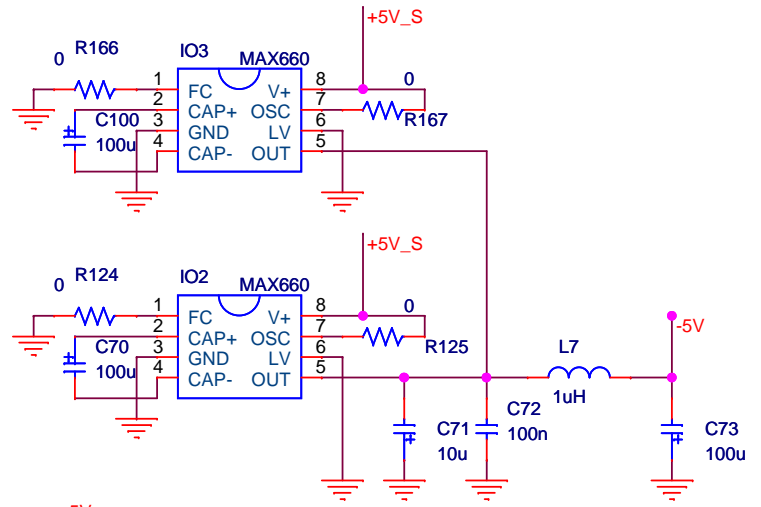 +5V_S
R166
0
IO3
MAX660
1
FC
V+
8
0
2
CAP+
OSC
7
C100
100u
3
GND
LV
6
R167
4
CAP-
OUT
5
+5V_S
R124
0
IO2
MAX660
1
FC
V+
8
0
2
CAP+
OSC
7
-5V
C70
100u
3
GND
LV
6
R125
L7
4
CAP-
OUT
5
1uH
C71
10u
C72
100n
C73
100u